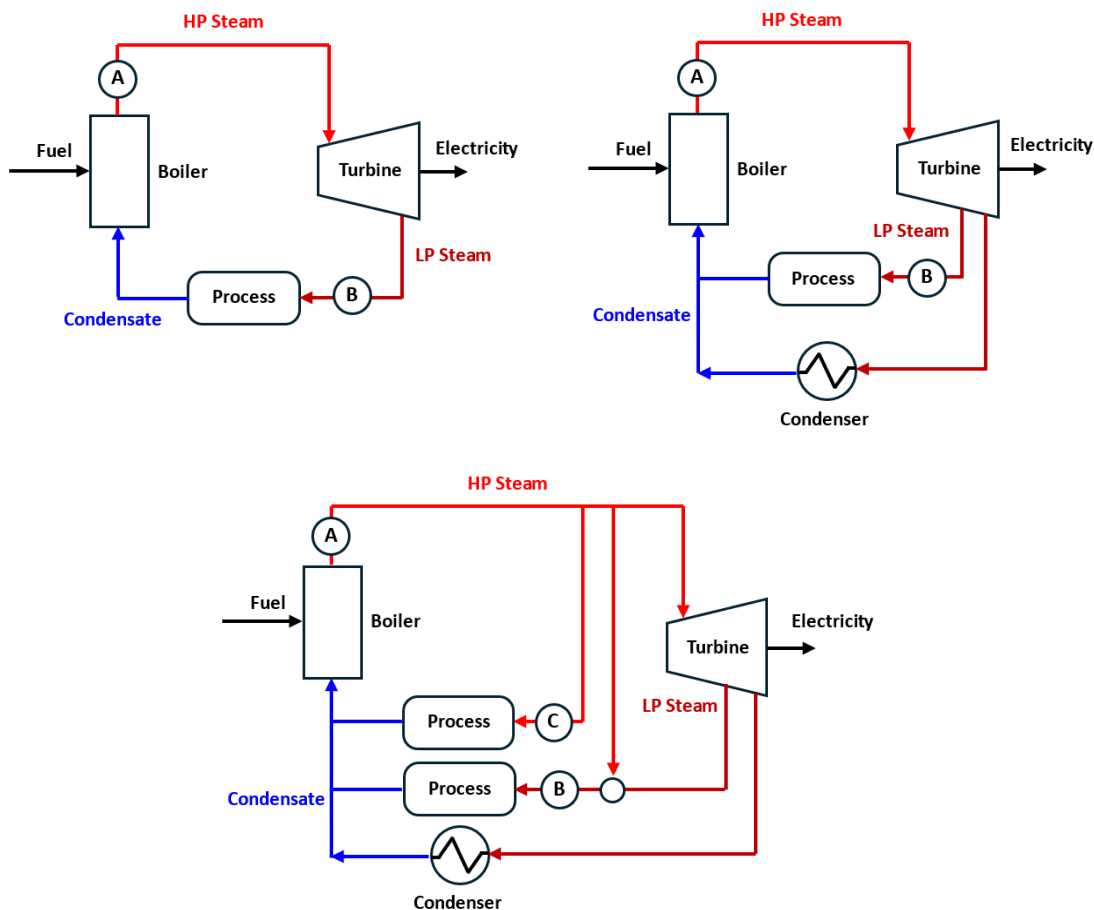 HP Steam
A
Fuel
Boiler
Turbine
Electricity
LP Steam
Process
B
Condensate
HP Steam
A
Fuel
Boiler
Turbine
Electricity
LP Steam
Process
B
Condensate
Condenser
HP Steam
A
Fuel
Boiler
Turbine
Electricity
LP Steam
Process
C
Process
B
Condensate
Condenser